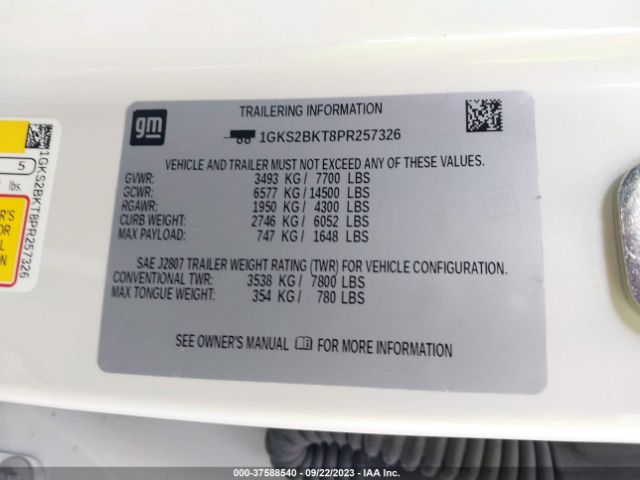 gm
TRAILERING INFORMATION
1GKS2BKT8PR257326
VEHICLE AND TRAILER MUST NOT EXCEED ANY OF THESE VALUES.
GVWR: 3493 KG / 7700 LBS
GCWR: 6577 KG / 14500 LBS
RGAWR: 1950 KG / 4300 LBS
CURB WEIGHT: 2746 KG / 6052 LBS
MAX PAYLOAD: 747 KG / 1648 LBS
SAE J2807 TRAILER WEIGHT RATING (TWR) FOR VEHICLE CONFIGURATION.
CONVENTIONAL TWR: 3538 KG / 7800 LBS
MAX TONGUE WEIGHT: 354 KG / 780 LBS
SEE OWNER'S MANUAL FOR MORE INFORMATION
5
lbs.
1GKS2BKT8PR257326
000-37588540 - 09/22/2023 - IAA Inc.